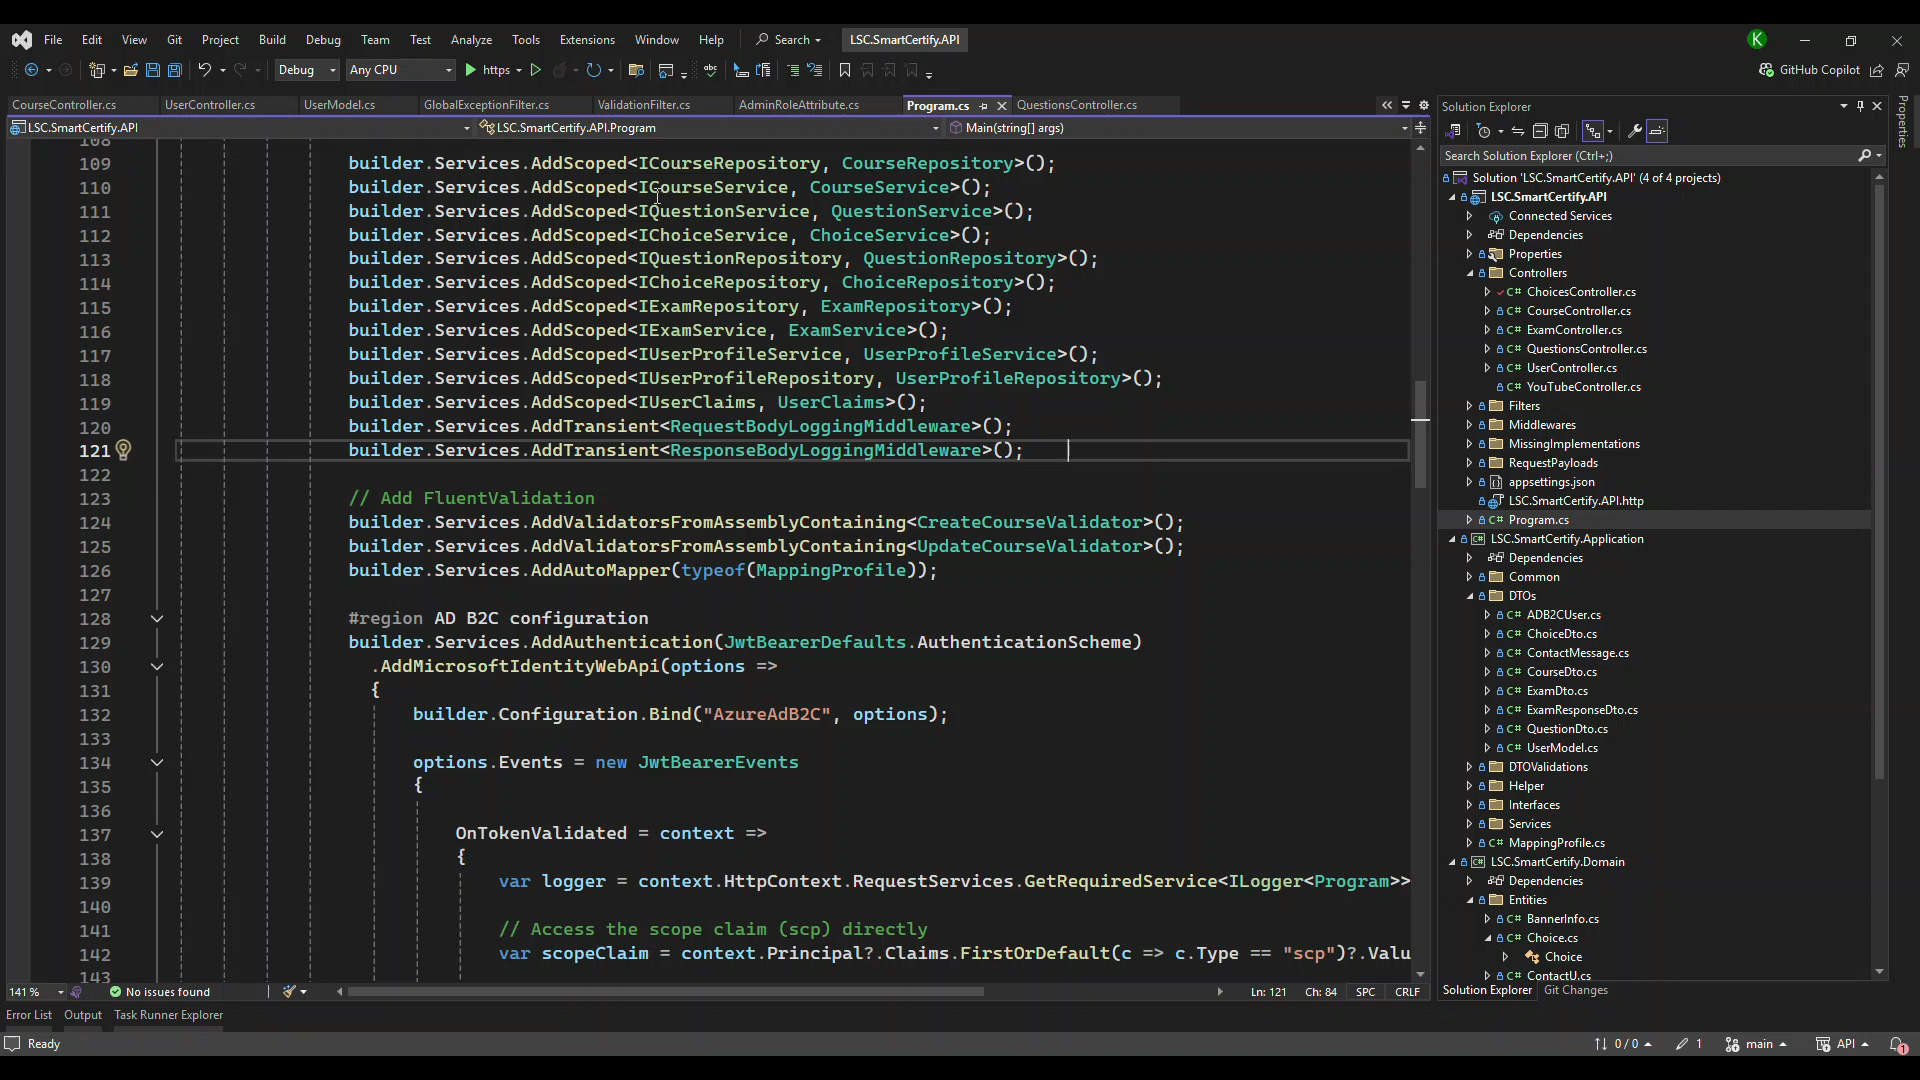 File Edit View Git Project Build Debug Team Test Analyze Tools Extensions Window Help Search LSC.SmartCertify.API K
Debug Any CPU https GitHub Copilot
CourseController.cs UserController.cs UserModel.cs GlobalExceptionFilter.cs ValidationFilter.cs AdminRoleAttribute.cs Program.cs QuestionsController.cs
LSC.SmartCertify.API LSC.SmartCertify.API.Program Main(string[] args)
108
109 builder.Services.AddScoped<ICourseRepository, CourseRepository>();
110 builder.Services.AddScoped<ICourseService, CourseService>();
111 builder.Services.AddScoped<IQuestionService, QuestionService>();
112 builder.Services.AddScoped<IChoiceService, ChoiceService>();
113 builder.Services.AddScoped<IQuestionRepository, QuestionRepository>();
114 builder.Services.AddScoped<IChoiceRepository, ChoiceRepository>();
115 builder.Services.AddScoped<IExamRepository, ExamRepository>();
116 builder.Services.AddScoped<IExamService, ExamService>();
117 builder.Services.AddScoped<IUserProfileService, UserProfileService>();
118 builder.Services.AddScoped<IUserProfileRepository, UserProfileRepository>();
119 builder.Services.AddScoped<IUserClaims, UserClaims>();
120 builder.Services.AddTransient<RequestBodyLoggingMiddleware>();
121 builder.Services.AddTransient<ResponseBodyLoggingMiddleware>();
122
123 // Add FluentValidation
124 builder.Services.AddValidatorsFromAssemblyContaining<CreateCourseValidator>();
125 builder.Services.AddValidatorsFromAssemblyContaining<UpdateCourseValidator>();
126 builder.Services.AddAutoMapper(typeof(MappingProfile));
127
128 #region AD B2C configuration
129 builder.Services.AddAuthentication(JwtBearerDefaults.AuthenticationScheme)
130 .AddMicrosoftIdentityWebApi(options =>
131 {
132 builder.Configuration.Bind("AzureAdB2C", options);
133
134 options.Events = new JwtBearerEvents
135 {
136
137 OnTokenValidated = context =>
138 {
139 var logger = context.HttpContext.RequestServices.GetRequiredService<ILogger<Program>>
140
141 // Access the scope claim (scp) directly
142 var scopeClaim = context.Principal?.Claims.FirstOrDefault(c => c.Type == "scp")?.Valu
143
141 % No issues found Ln: 121 Ch: 84 SPC CRLF
Error List Output Task Runner Explorer
Ready 0 / 0 1 main API 1
Solution Explorer
Search Solution Explorer (Ctrl+;)
Solution 'LSC.SmartCertify.API' (4 of 4 projects)
LSC.SmartCertify.API
Connected Services
Dependencies
Properties
Controllers
C# ChoicesController.cs
C# CourseController.cs
C# ExamController.cs
C# QuestionsController.cs
C# UserController.cs
C# YouTubeController.cs
Filters
Middlewares
MissingImplementations
RequestPayloads
appsettings.json
LSC.SmartCertify.API.http
C# Program.cs
C# LSC.SmartCertify.Application
Dependencies
Common
DTOs
C# ADB2CUser.cs
C# ChoiceDto.cs
C# ContactMessage.cs
C# CourseDto.cs
C# ExamDto.cs
C# ExamResponseDto.cs
C# QuestionDto.cs
C# UserModel.cs
DTOValidations
Helper
Interfaces
Services
C# MappingProfile.cs
C# LSC.SmartCertify.Domain
Dependencies
Entities
C# BannerInfo.cs
C# Choice.cs
Choice
C# ContactU.cs
Solution Explorer Git Changes
Properties